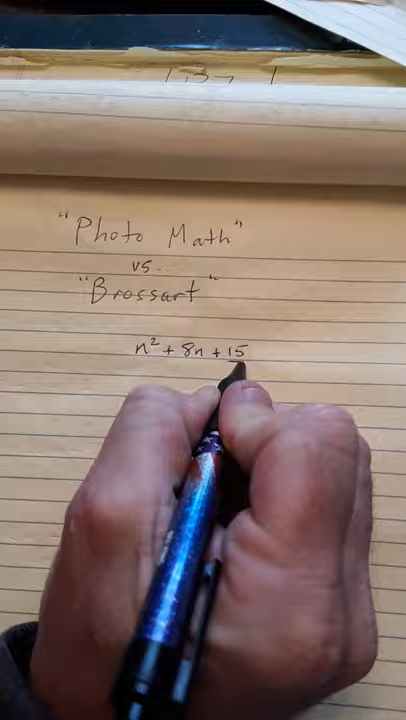 "Photo Math"
vs.
"Brossart"
n² + 8n + 15